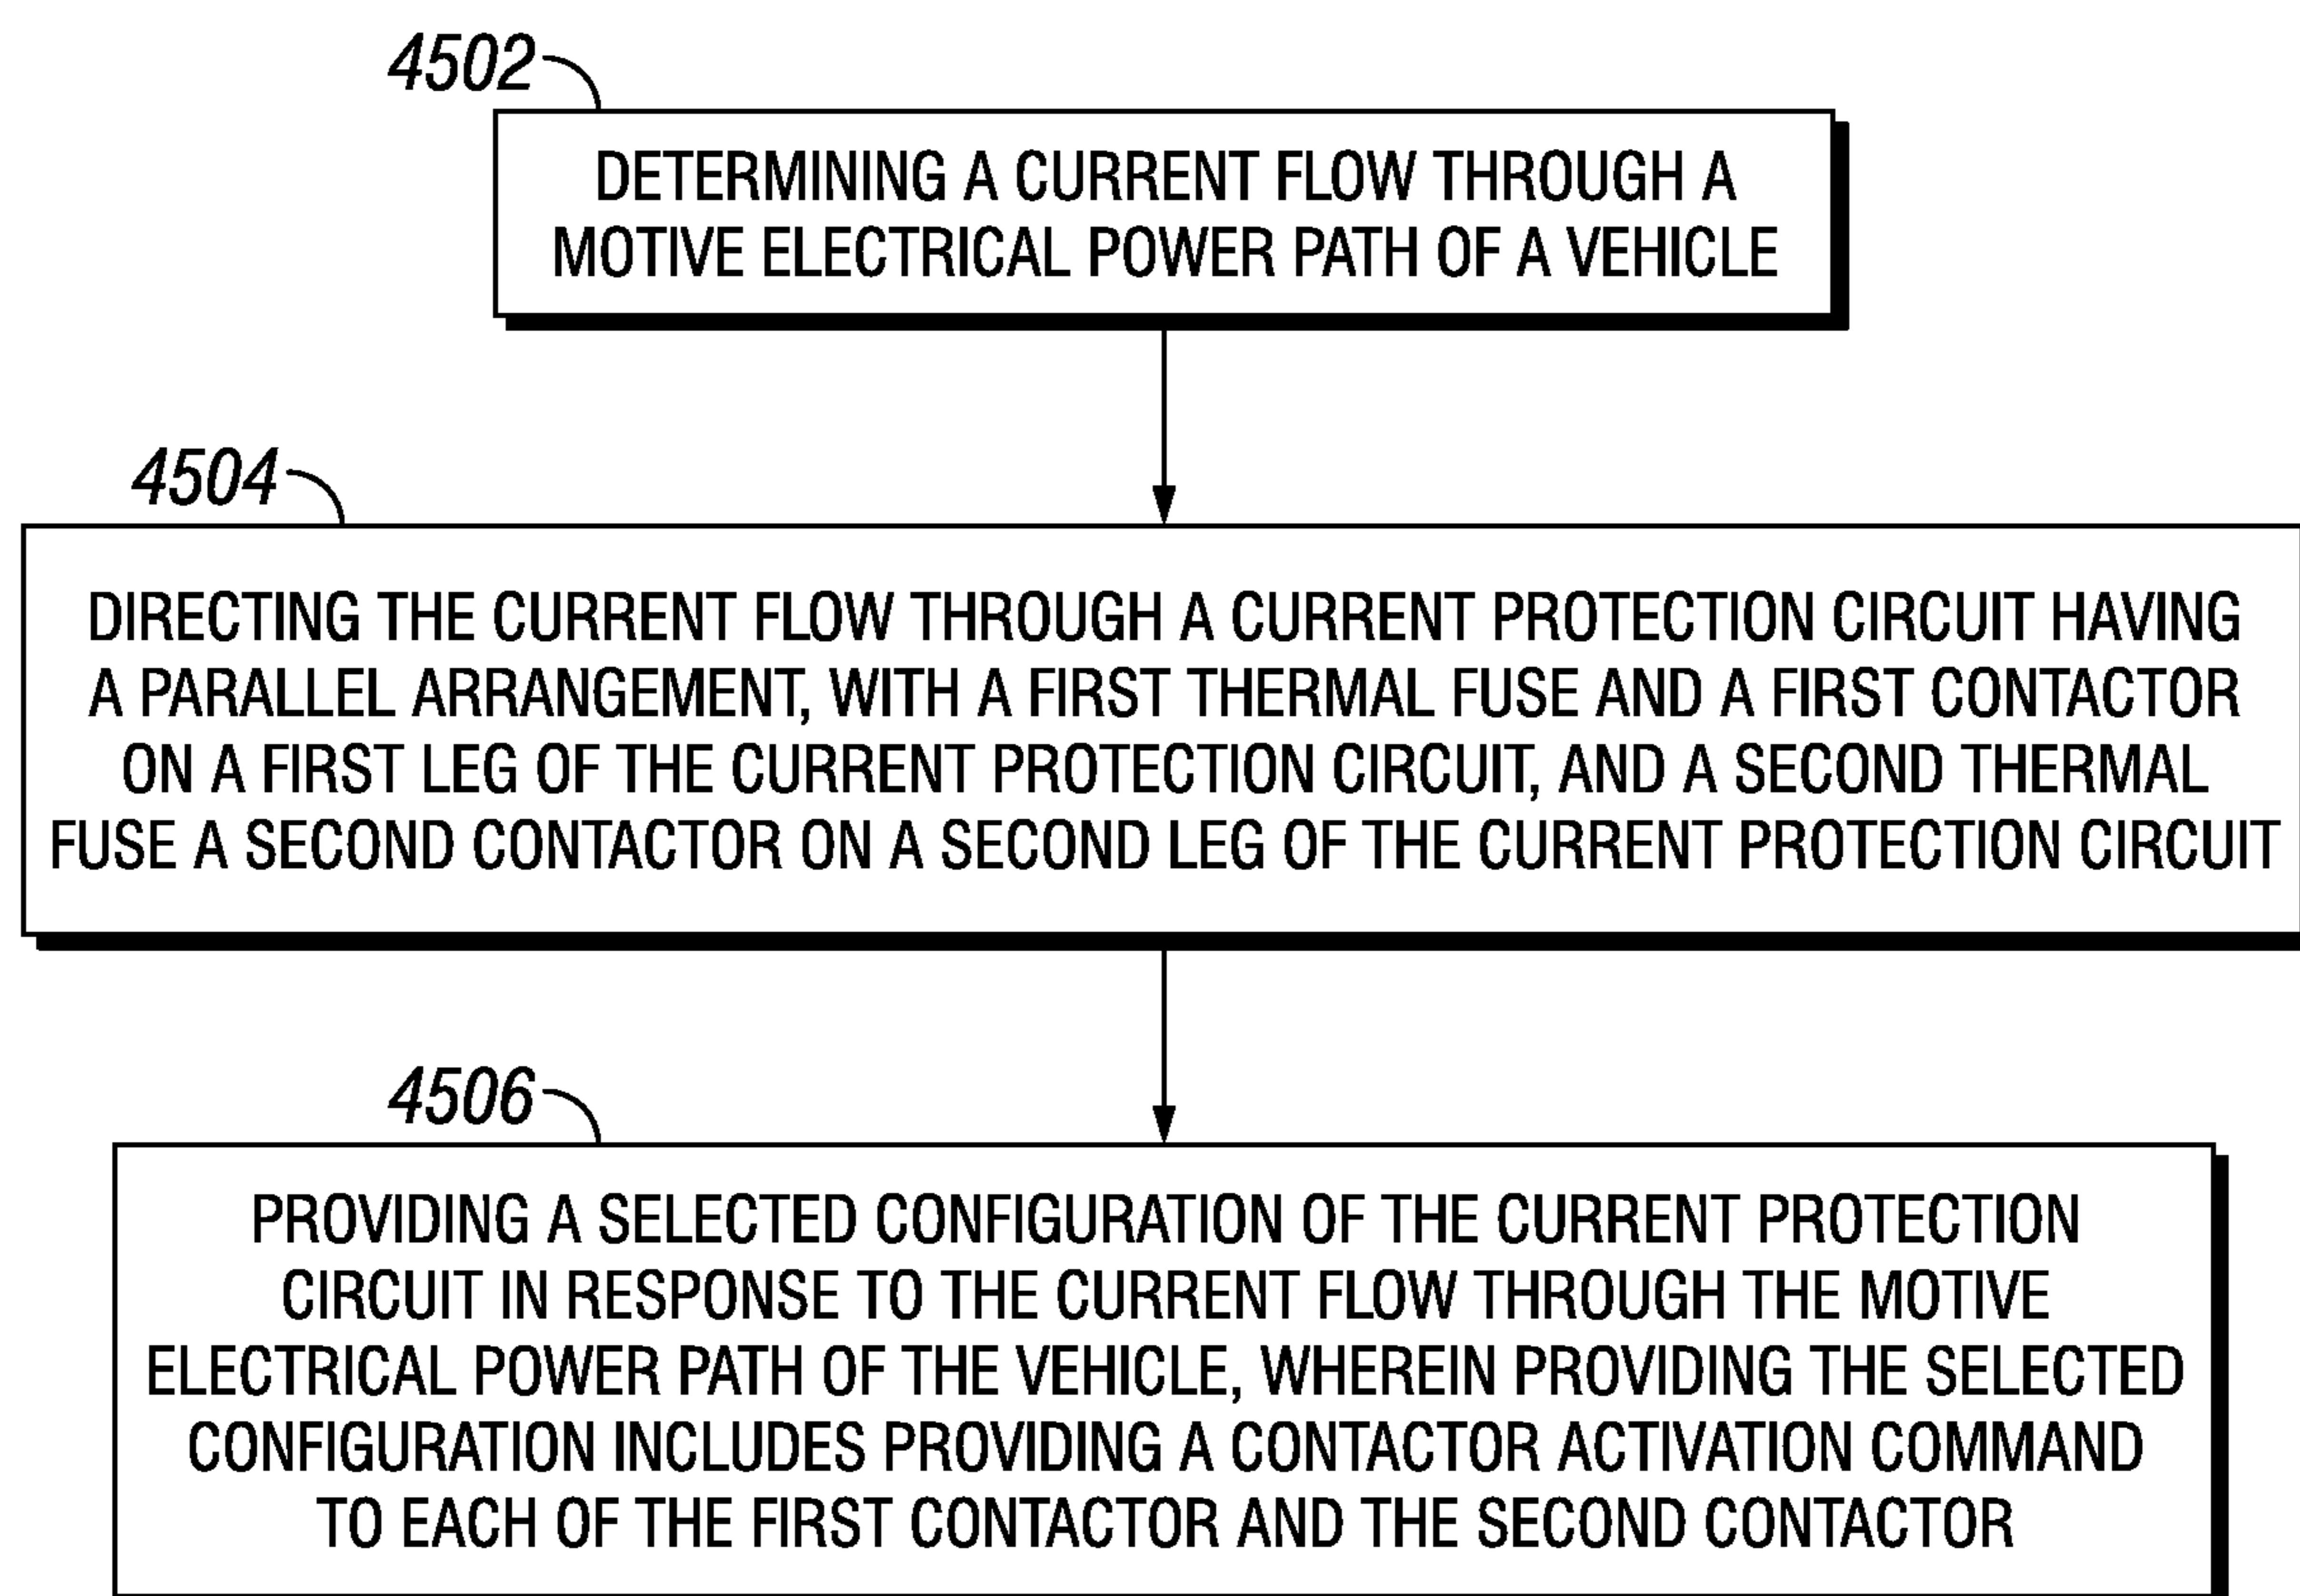 4502
DETERMINING A CURRENT FLOW THROUGH A
MOTIVE ELECTRICAL POWER PATH OF A VEHICLE
4504
DIRECTING THE CURRENT FLOW THROUGH A CURRENT PROTECTION CIRCUIT HAVING
A PARALLEL ARRANGEMENT, WITH A FIRST THERMAL FUSE AND A FIRST CONTACTOR
ON A FIRST LEG OF THE CURRENT PROTECTION CIRCUIT, AND A SECOND THERMAL
FUSE A SECOND CONTACTOR ON A SECOND LEG OF THE CURRENT PROTECTION CIRCUIT
4506
PROVIDING A SELECTED CONFIGURATION OF THE CURRENT PROTECTION
CIRCUIT IN RESPONSE TO THE CURRENT FLOW THROUGH THE MOTIVE
ELECTRICAL POWER PATH OF THE VEHICLE, WHEREIN PROVIDING THE SELECTED
CONFIGURATION INCLUDES PROVIDING A CONTACTOR ACTIVATION COMMAND
TO EACH OF THE FIRST CONTACTOR AND THE SECOND CONTACTOR